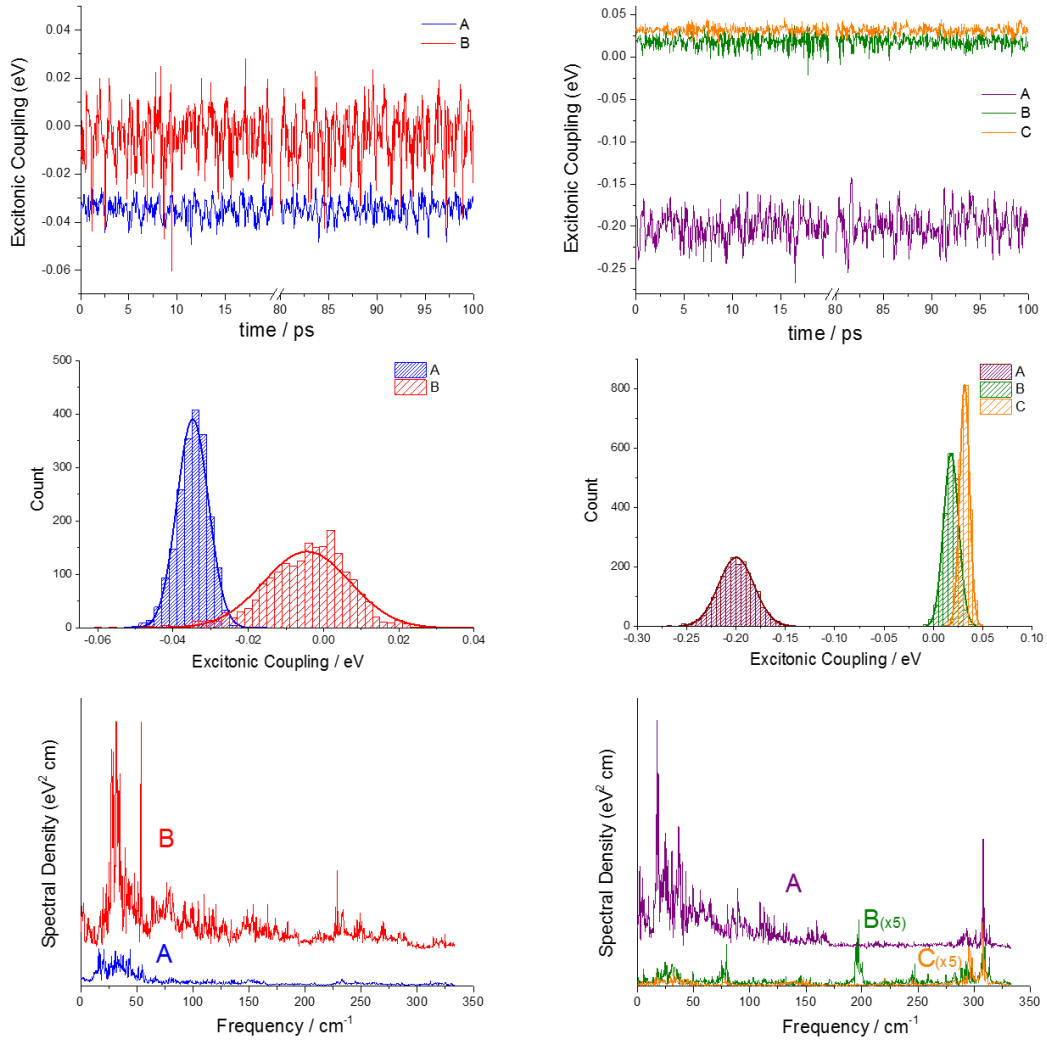 Excitonic Coupling (eV)
0.04
0.02
0.00
-0.02
-0.04
-0.06
A
B
0 5 10 15 80 85 90 95 100
time / ps
Excitonic Coupling (eV)
0.05
0.00
-0.05
-0.10
-0.15
-0.20
-0.25
A
B
C
0 5 10 15 80 85 90 95 100
time / ps
Count
500
400
300
200
100
0
A
B
-0.06 -0.04 -0.02 0.00 0.02 0.04
Excitonic Coupling / eV
Count
800
600
400
200
0
A
B
C
-0.30 -0.25 -0.20 -0.15 -0.10 -0.05 0.00 0.05 0.10
Excitonic Coupling / eV
Spectral Density (eV² cm)
B
A
0 50 100 150 200 250 300 350
Frequency / cm⁻¹
Spectral Density (eV² cm)
A
B(x5)
C(x5)
0 50 100 150 200 250 300 350
Frequency / cm⁻¹